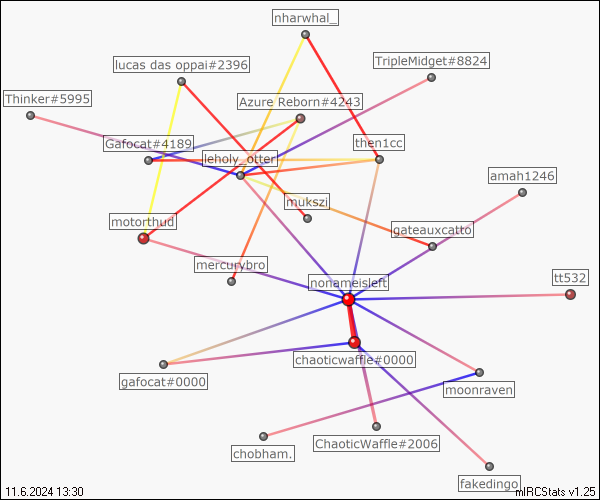 nharwhal_
lucas das oppai#2396
TripleMidget#8824
Thinker#5995
Azure Reborn#4243
Gafocat#4189
then1cc
leholy_otter
amah1246
mukszi
motorthud
gateauxcatto
mercurybro
nonameisleft
tt532
chaoticwaffle#0000
gafocat#0000
moonraven
ChaoticWaffle#2006
chobham.
fakedingo
11.6.2024 13:30
mIRCStats v1.25